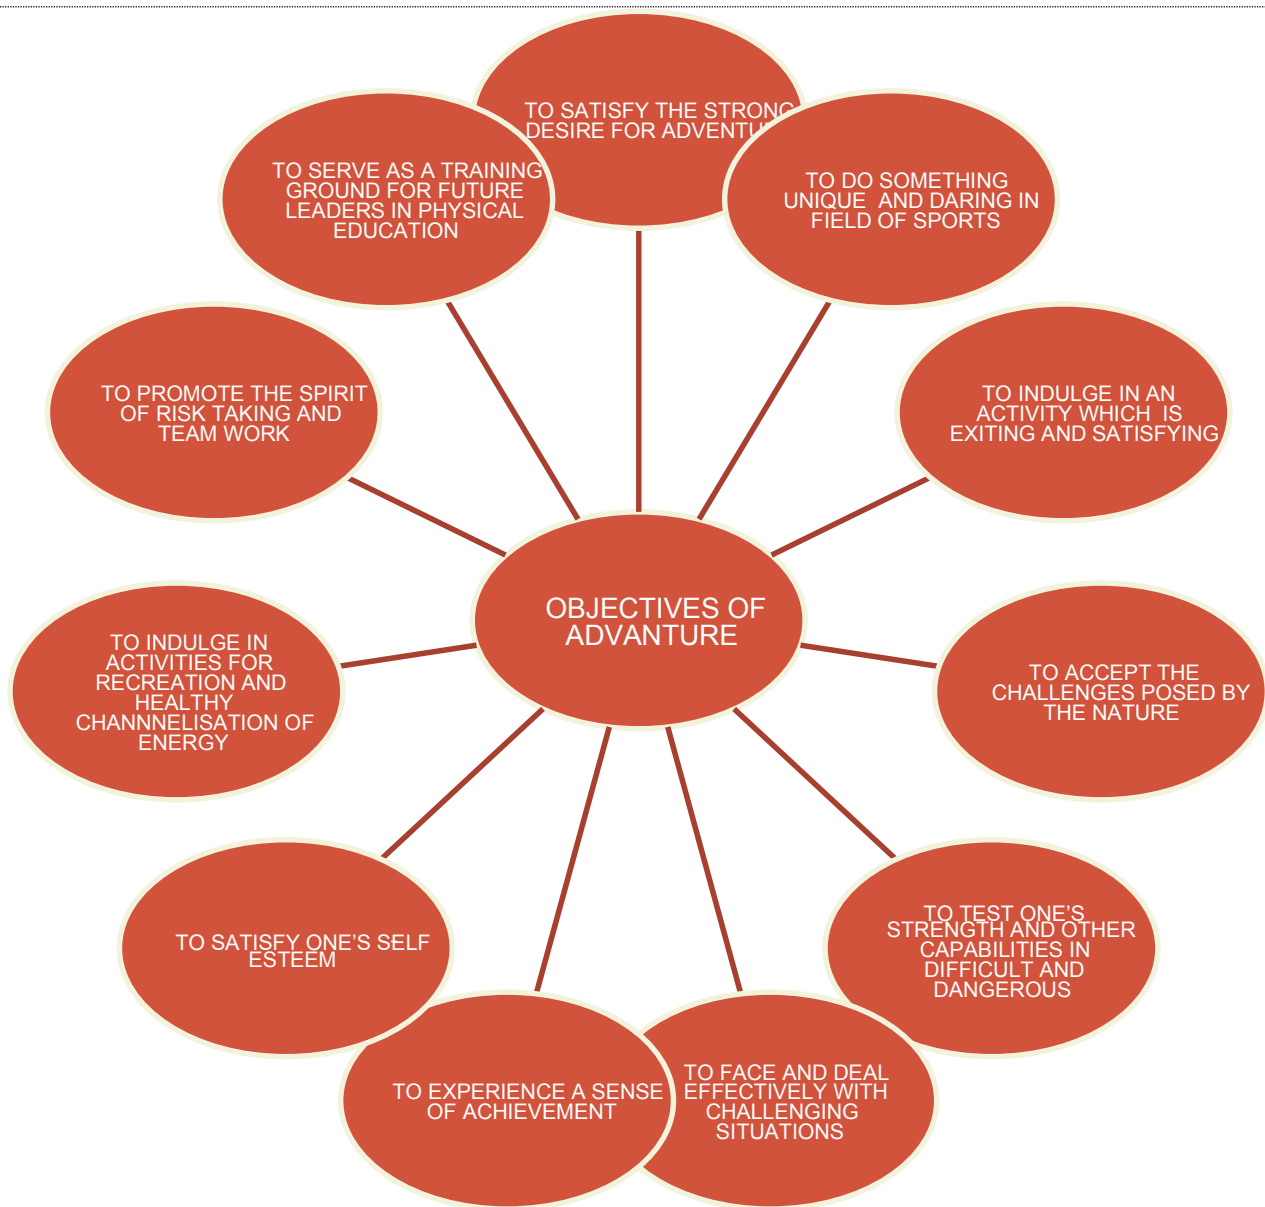 TO SATISFY THE STRONG
DESIRE FOR ADVENTU
TO DO SOMETHING
UNIQUE AND DARING IN
FIELD OF SPORTS
TO INDULGE IN AN
ACTIVITY WHICH IS
EXITING AND SATISFYING
TO ACCEPT THE
CHALLENGES POSED BY
THE NATURE
TO TEST ONE'S
STRENGTH AND OTHER
CAPABILITIES IN
DIFFICULT AND
DANGEROUS
TO FACE AND DEAL
EFFECTIVELY WITH
CHALLENGING
SITUATIONS
TO EXPERIENCE A SENSE
OF ACHIEVEMENT
TO SATISFY ONE'S SELF
ESTEEM
TO INDULGE IN
ACTIVITIES FOR
RECREATION AND
HEALTHY
CHANNNELISATION OF
ENERGY
TO PROMOTE THE SPIRIT
OF RISK TAKING AND
TEAM WORK
TO SERVE AS A TRAINING
GROUND FOR FUTURE
LEADERS IN PHYSICAL
EDUCATION
OBJECTIVES OF
ADVANTURE